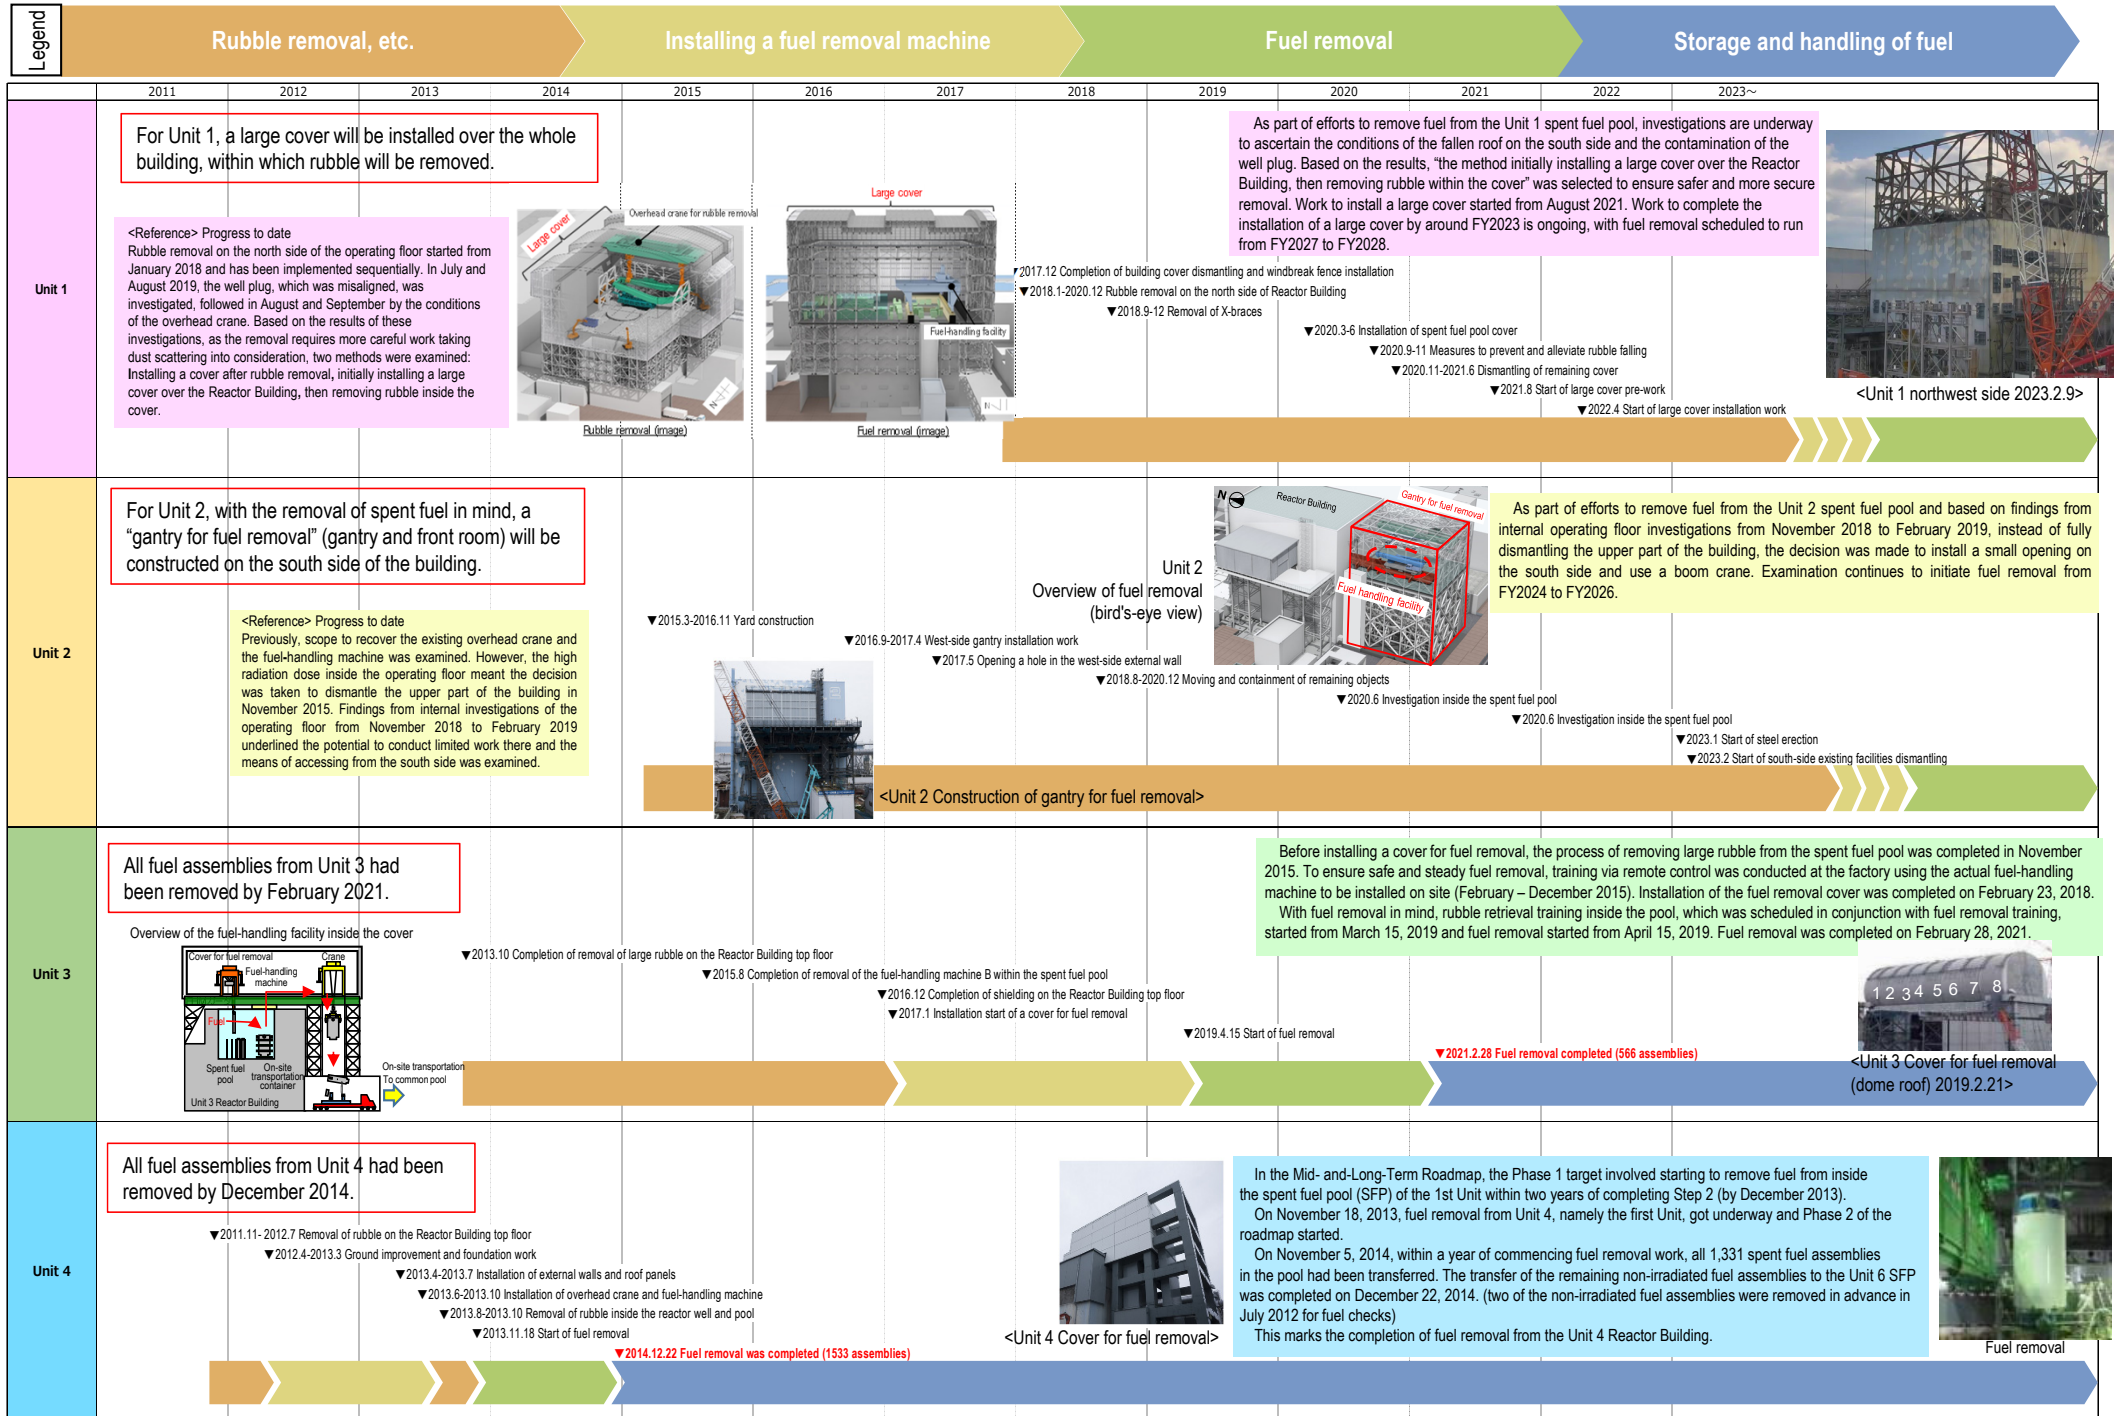 Legend
Rubble removal, etc.
Installing a fuel removal machine
Fuel removal
Storage and handling of fuel
2011
2012
2013
2014
2015
2016
2017
2018
2019
2020
2021
2022
2023～
Unit 1
For Unit 1, a large cover will be installed over the whole
building, within which rubble will be removed.
<Reference> Progress to date
Rubble removal on the north side of the operating floor started from
January 2018 and has been implemented sequentially. In July and
August 2019, the well plug, which was misaligned, was
investigated, followed in August and September by the conditions
of the overhead crane. Based on the results of these
investigations, as the removal requires more careful work taking
dust scattering into consideration, two methods were examined:
Installing a cover after rubble removal, initially installing a large
cover over the Reactor Building, then removing rubble inside the
cover.
Large cover
Overhead crane for rubble removal
N
Rubble removal (image)
Large cover
Fuel-handling facility
N
Fuel removal (image)
As part of efforts to remove fuel from the Unit 1 spent fuel pool, investigations are underway
to ascertain the conditions of the fallen roof on the south side and the contamination of the
well plug. Based on the results, “the method initially installing a large cover over the Reactor
Building, then removing rubble within the cover” was selected to ensure safer and more secure
removal. Work to install a large cover started from August 2021. Work to complete the
installation of a large cover by around FY2023 is ongoing, with fuel removal scheduled to run
from FY2027 to FY2028.
▼2017.12 Completion of building cover dismantling and windbreak fence installation
▼2018.1-2020.12 Rubble removal on the north side of Reactor Building
▼2018.9-12 Removal of X-braces
▼2020.3-6 Installation of spent fuel pool cover
▼2020.9-11 Measures to prevent and alleviate rubble falling
▼2020.11-2021.6 Dismantling of remaining cover
▼2021.8 Start of large cover pre-work
▼2022.4 Start of large cover installation work
<Unit 1 northwest side 2023.2.9>
Unit 2
For Unit 2, with the removal of spent fuel in mind, a
“gantry for fuel removal” (gantry and front room) will be
constructed on the south side of the building.
<Reference> Progress to date
Previously, scope to recover the existing overhead crane and
the fuel-handling machine was examined. However, the high
radiation dose inside the operating floor meant the decision
was taken to dismantle the upper part of the building in
November 2015. Findings from internal investigations of the
operating floor from November 2018 to February 2019
underlined the potential to conduct limited work there and the
means of accessing from the south side was examined.
Unit 2
Overview of fuel removal
(bird's-eye view)
N
Reactor Building
Gantry for fuel removal
Fuel handling facility
As part of efforts to remove fuel from the Unit 2 spent fuel pool and based on findings from
internal operating floor investigations from November 2018 to February 2019, instead of fully
dismantling the upper part of the building, the decision was made to install a small opening on
the south side and use a boom crane. Examination continues to initiate fuel removal from
FY2024 to FY2026.
▼2015.3-2016.11 Yard construction
▼2016.9-2017.4 West-side gantry installation work
▼2017.5 Opening a hole in the west-side external wall
▼2018.8-2020.12 Moving and containment of remaining objects
▼2020.6 Investigation inside the spent fuel pool
▼2020.6 Investigation inside the spent fuel pool
▼2023.1 Start of steel erection
▼2023.2 Start of south-side existing facilities dismantling
<Unit 2 Construction of gantry for fuel removal>
Unit 3
All fuel assemblies from Unit 3 had
been removed by February 2021.
Overview of the fuel-handling facility inside the cover
Cover for fuel removal
Crane
Fuel-handling
machine
Fuel
Spent fuel
pool
On-site
transportation
container
Unit 3 Reactor Building
On-site transportation
To common pool
Before installing a cover for fuel removal, the process of removing large rubble from the spent fuel pool was completed in November
2015. To ensure safe and steady fuel removal, training via remote control was conducted at the factory using the actual fuel-handling
machine to be installed on site (February – December 2015). Installation of the fuel removal cover was completed on February 23, 2018.
With fuel removal in mind, rubble retrieval training inside the pool, which was scheduled in conjunction with fuel removal training,
started from March 15, 2019 and fuel removal started from April 15, 2019. Fuel removal was completed on February 28, 2021.
▼2013.10 Completion of removal of large rubble on the Reactor Building top floor
▼2015.8 Completion of removal of the fuel-handling machine B within the spent fuel pool
▼2016.12 Completion of shielding on the Reactor Building top floor
▼2017.1 Installation start of a cover for fuel removal
▼2019.4.15 Start of fuel removal
▼2021.2.28 Fuel removal completed (566 assemblies)
1 2 3 4 5 6 7 8
<Unit 3 Cover for fuel removal
(dome roof) 2019.2.21>
Unit 4
All fuel assemblies from Unit 4 had been
removed by December 2014.
▼2011.11- 2012.7 Removal of rubble on the Reactor Building top floor
▼2012.4-2013.3 Ground improvement and foundation work
▼2013.4-2013.7 Installation of external walls and roof panels
▼2013.6-2013.10 Installation of overhead crane and fuel-handling machine
▼2013.8-2013.10 Removal of rubble inside the reactor well and pool
▼2013.11.18 Start of fuel removal
▼2014.12.22 Fuel removal was completed (1533 assemblies)
<Unit 4 Cover for fuel removal>
In the Mid- and-Long-Term Roadmap, the Phase 1 target involved starting to remove fuel from inside
the spent fuel pool (SFP) of the 1st Unit within two years of completing Step 2 (by December 2013).
On November 18, 2013, fuel removal from Unit 4, namely the first Unit, got underway and Phase 2 of the
roadmap started.
On November 5, 2014, within a year of commencing fuel removal work, all 1,331 spent fuel assemblies
in the pool had been transferred. The transfer of the remaining non-irradiated fuel assemblies to the Unit 6 SFP
was completed on December 22, 2014. (two of the non-irradiated fuel assemblies were removed in advance in
July 2012 for fuel checks)
This marks the completion of fuel removal from the Unit 4 Reactor Building.
Fuel removal